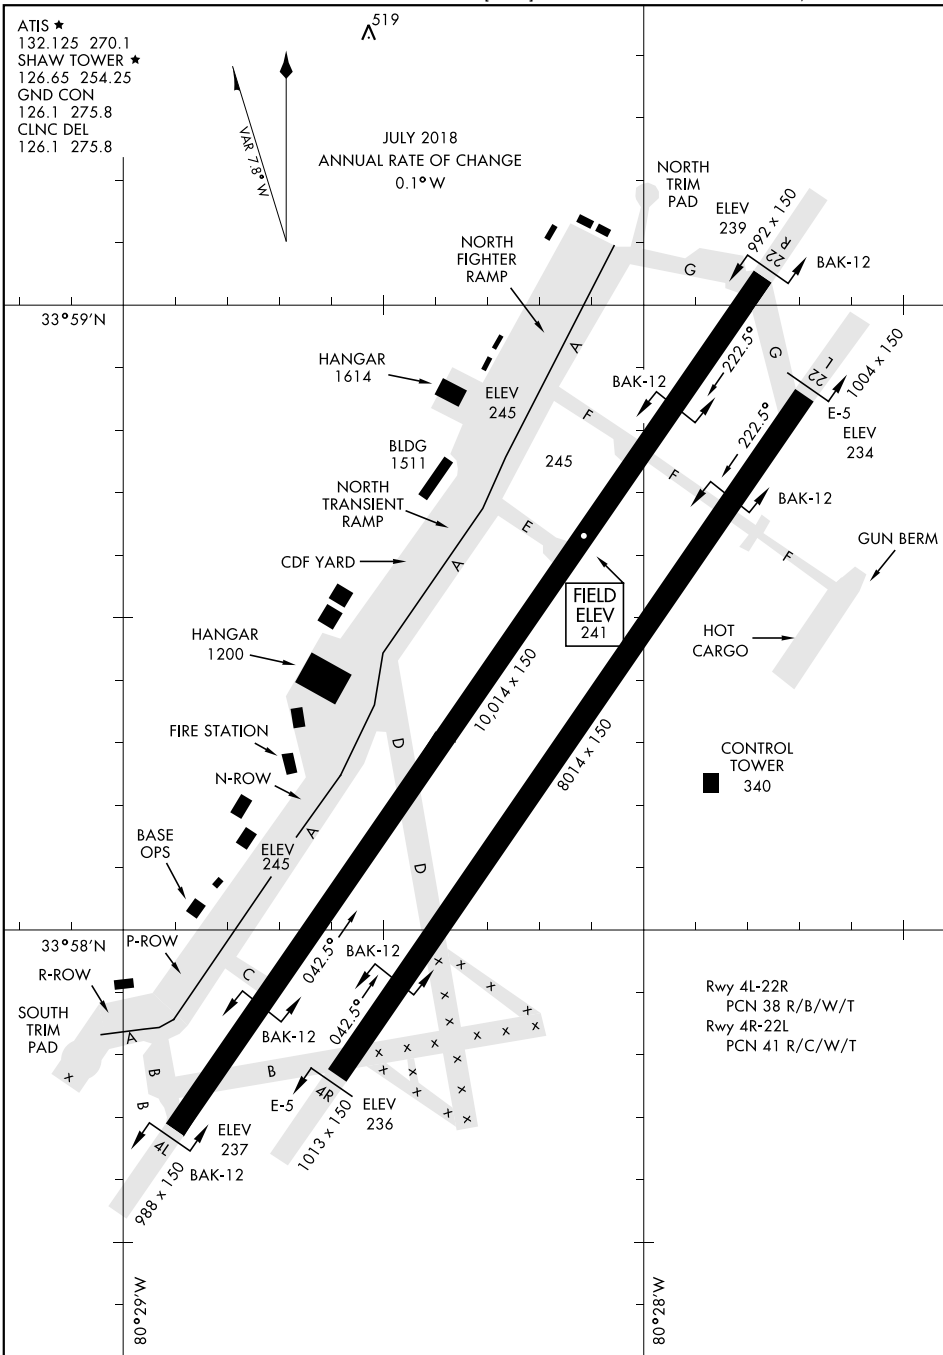 ATIS ★
132.125 270.1
SHAW TOWER ★
126.65 254.25
GND CON
126.1 275.8
CLNC DEL
126.1 275.8
519
VAR 7.8° W
JULY 2018
ANNUAL RATE OF CHANGE
0.1° W
NORTH
TRIM
PAD
ELEV
239
992 x 150
22 R
BAK-12
NORTH
FIGHTER
RAMP
G
33°59'N
A
222.5°
G
22 L
1004 x 150
HANGAR
1614
ELEV
245
BAK-12
F
222.5°
E-5
ELEV
234
BLDG
1511
245
F
BAK-12
NORTH
TRANSIENT
RAMP
E
GUN BERM
CDF YARD
A
F
FIELD
ELEV
241
HANGAR
1200
HOT
CARGO
10,014 x 150
FIRE STATION
D
8014 x 150
CONTROL
TOWER
340
N-ROW
A
BASE
OPS
ELEV
245
D
33°58'N
P-ROW
042.5°
BAK-12
R-ROW
C
x x x x
Rwy 4L-22R
PCN 38 R/B/W/T
Rwy 4R-22L
PCN 41 R/C/W/T
SOUTH
TRIM
PAD
A
BAK-12
042.5°
x x x x x
B
B
x x x x
x
B
E-5
4R
ELEV
236
x x x
ELEV
237
4L
BAK-12
1013 x 150
988 x 150
80°29'W
80°28'W